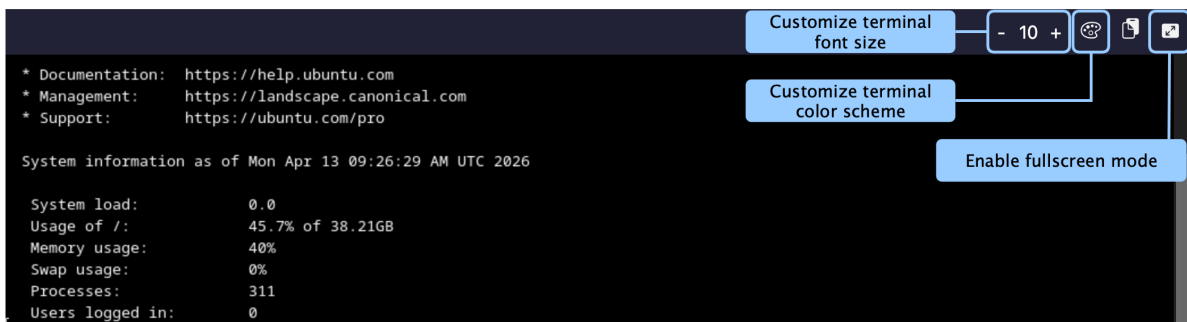 Customize terminal
font size
- 10 +
* Documentation:  https://help.ubuntu.com
* Management:     https://landscape.canonical.com
* Support:        https://ubuntu.com/pro
Customize terminal
color scheme
Enable fullscreen mode
System information as of Mon Apr 13 09:26:29 AM UTC 2026
System load:            0.0
Usage of /:             45.7% of 38.21GB
Memory usage:           40%
Swap usage:             0%
Processes:              311
Users logged in:        0